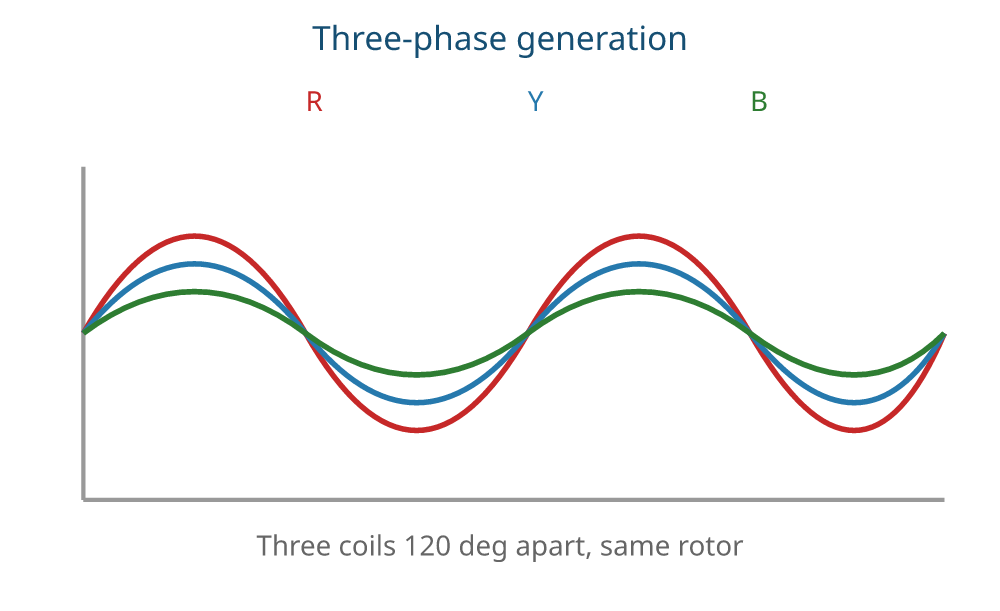 Three-phase generation
R Y B
Three coils 120 deg apart, same rotor